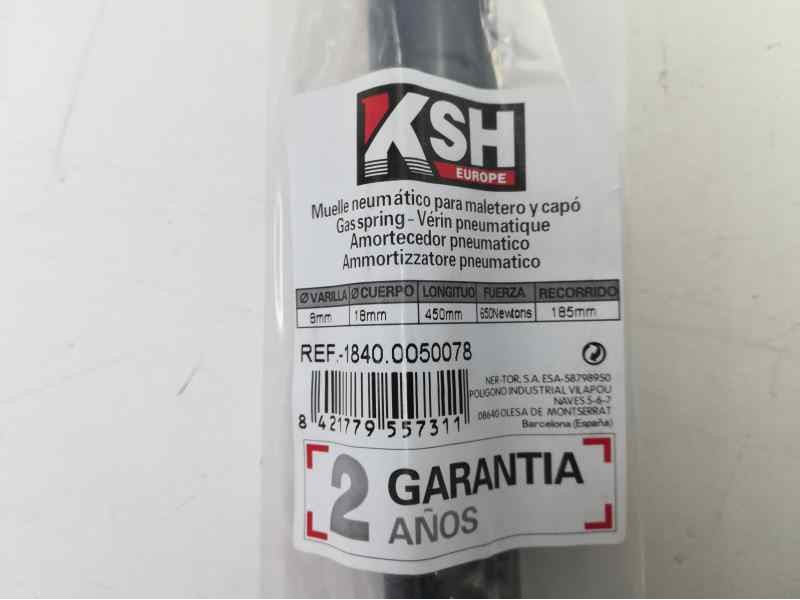 KSH
EUROPE
Muelle neumático para maletero y capó
Gas spring - Vérin pneumatique
Amortecedor pneumatico
Ammortizzatore pneumatico
Ø VARILLA Ø CUERPO LONGITUD FUERZA RECORRIDO
8mm 18mm 450mm 650Newtons 185mm
REF.-1840.0050078
NER-TOR, S.A. ESA-58798950
POLIGONO INDUSTRIAL VILAPOU
NAVES 5-6-7
08640 OLESA DE MONTSERRAT
Barcelona (España)
8 421779 557311
2 GARANTIA
AÑOS